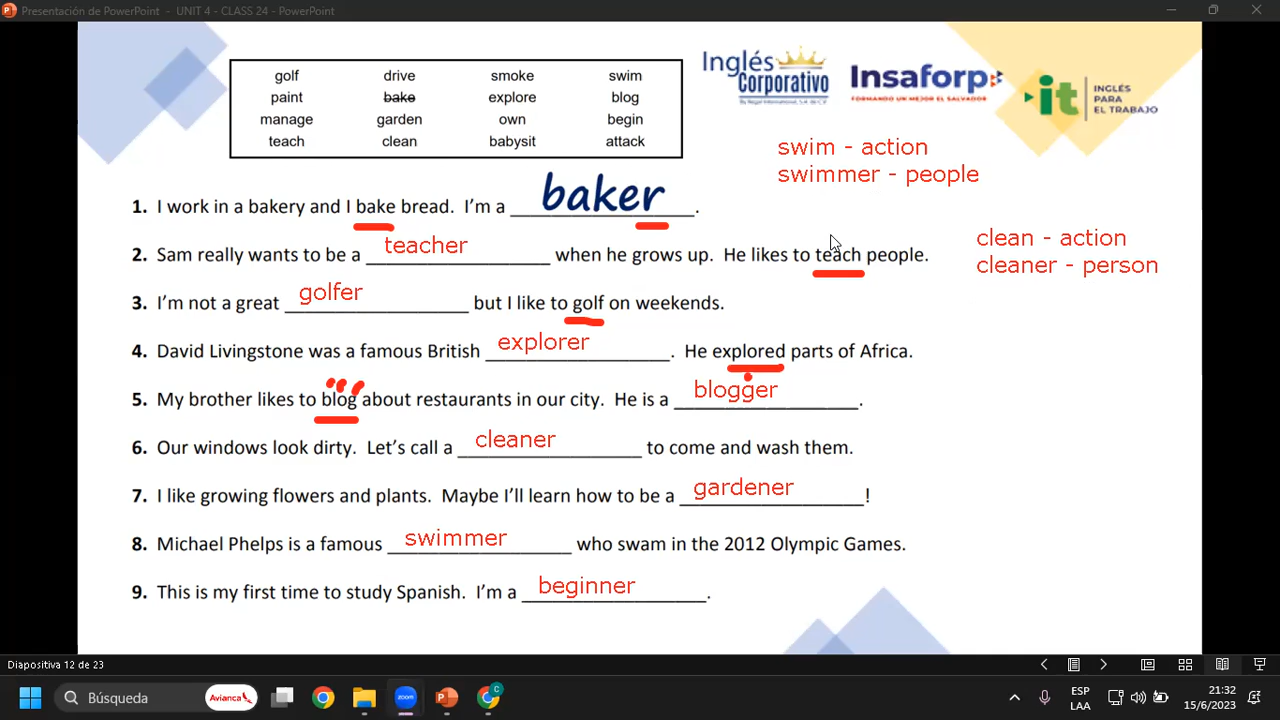 Presentación de PowerPoint - UNIT 4 - CLASS 24 - PowerPoint
golf drive smoke swim
paint bake explore blog
manage garden own begin
teach clean babysit attack
Inglés
Corporativo
Insaforp
FORMANDO UN MEJOR EL SALVADOR
it INGLÉS
PARA
EL TRABAJO
swim - action
swimmer - people
1. I work in a bakery and I bake bread. I'm a baker.
clean - action
cleaner - person
2. Sam really wants to be a teacher when he grows up. He likes to teach people.
3. I'm not a great golfer but I like to golf on weekends.
4. David Livingstone was a famous British explorer. He explored parts of Africa.
5. My brother likes to blog about restaurants in our city. He is a blogger.
6. Our windows look dirty. Let's call a cleaner to come and wash them.
7. I like growing flowers and plants. Maybe I'll learn how to be a gardener!
8. Michael Phelps is a famous swimmer who swam in the 2012 Olympic Games.
9. This is my first time to study Spanish. I'm a beginner.
Diapositiva 12 de 23
Búsqueda
Avianca
zoom
C
ESP
LAA
21:32
15/6/2023